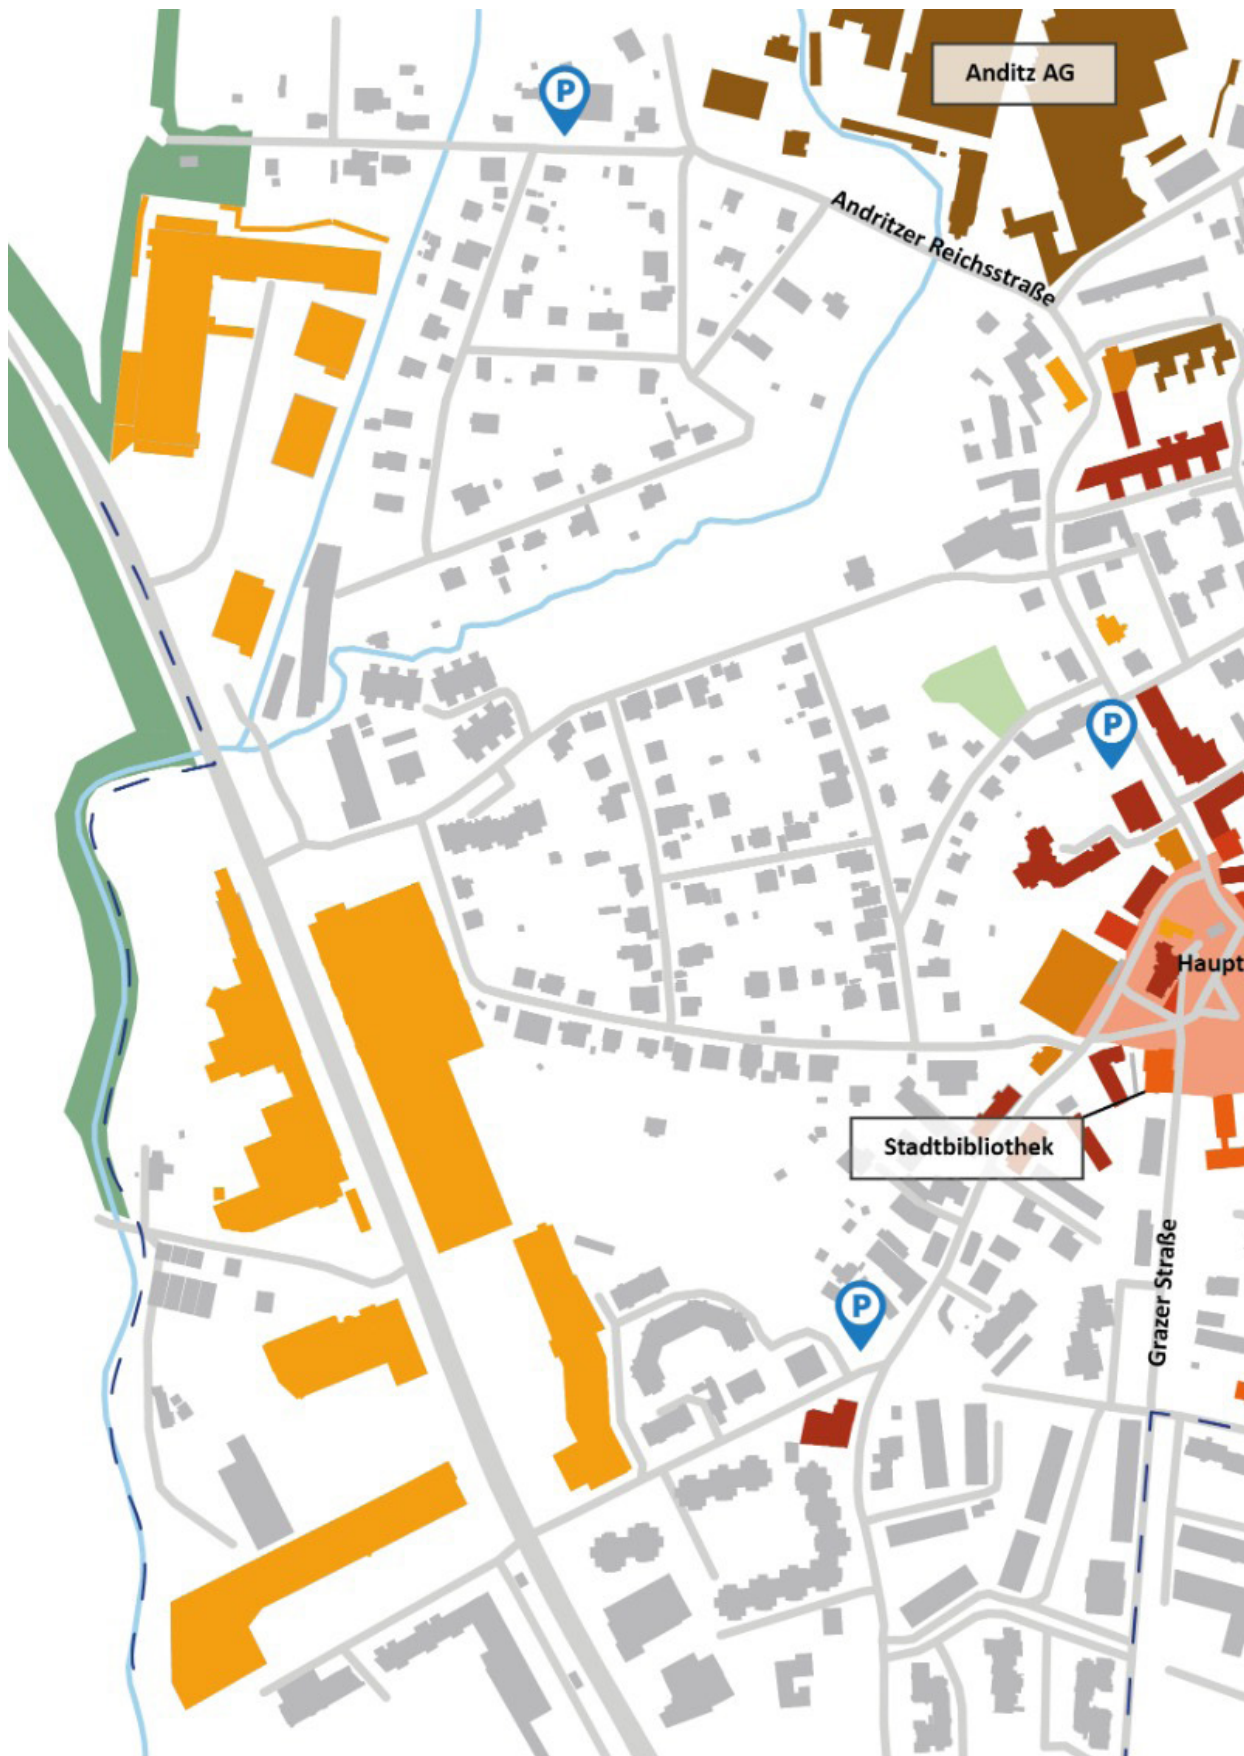 P
Anditz AG
Andritzer Reichsstraße
P
Haupt
Stadtbibliothek
P
Grazer Straße